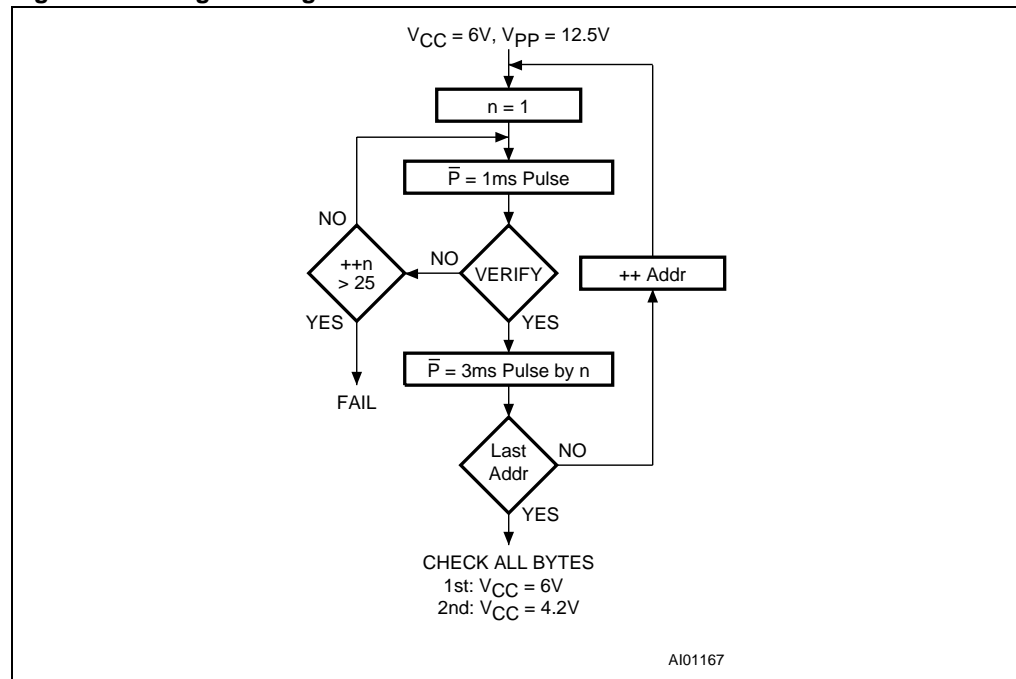 VCC = 6V, VPP = 12.5V
n = 1
P̅ = 1ms Pulse
NO
++n
> 25
NO
VERIFY
++ Addr
YES
YES
P̅ = 3ms Pulse by n
FAIL
Last
Addr
NO
YES
CHECK ALL BYTES
1st: VCC = 6V
2nd: VCC = 4.2V
AI01167